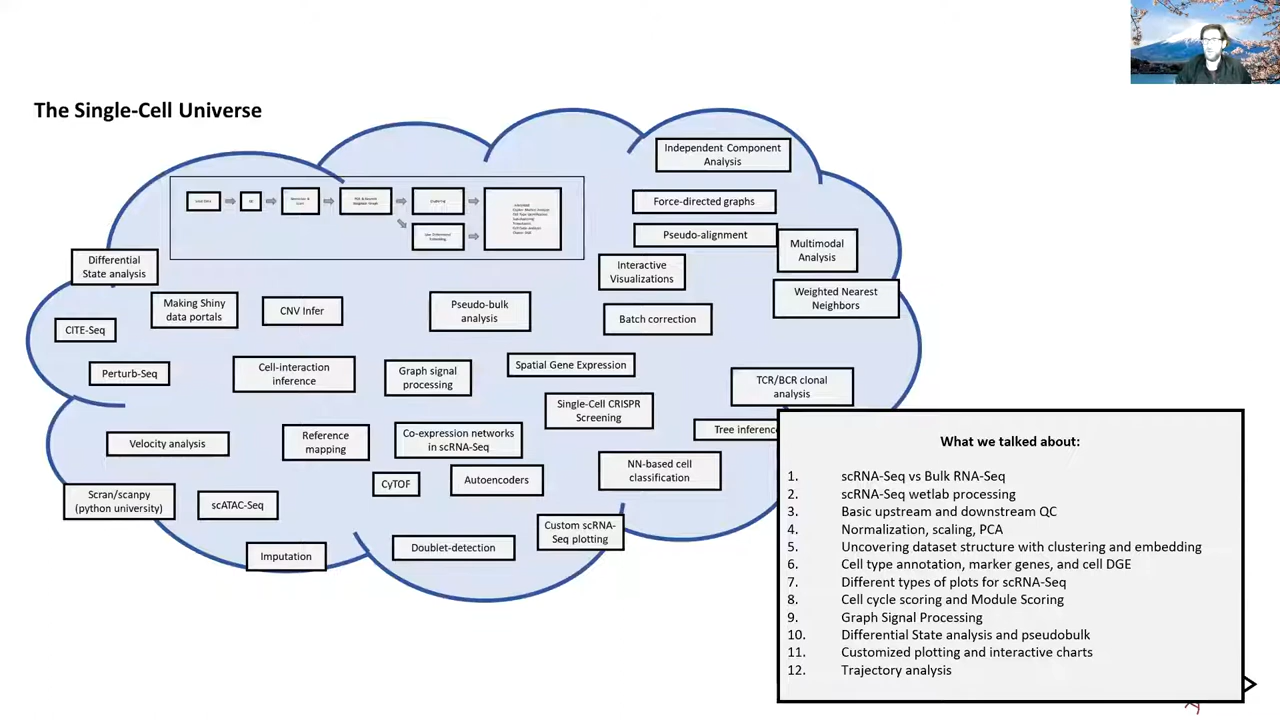 The Single-Cell Universe
Independent Component
Analysis
Force-directed graphs
Pseudo-alignment
Multimodal
Analysis
Differential
State analysis
Interactive
Visualizations
Weighted Nearest
Neighbors
Making Shiny
data portals
CNV Infer
Pseudo-bulk
analysis
Batch correction
CITE-Seq
Perturb-Seq
Cell-interaction
inference
Graph signal
processing
Spatial Gene Expression
TCR/BCR clonal
analysis
Single-Cell CRISPR
Screening
Tree inferenc
Velocity analysis
Reference
mapping
Co-expression networks
in scRNA-Seq
NN-based cell
classification
CyTOF
Autoencoders
Scran/scanpy
(python university)
scATAC-Seq
Custom scRNA-
Seq plotting
Imputation
Doublet-detection
What we talked about:
1. scRNA-Seq vs Bulk RNA-Seq
2. scRNA-Seq wetlab processing
3. Basic upstream and downstream QC
4. Normalization, scaling, PCA
5. Uncovering dataset structure with clustering and embedding
6. Cell type annotation, marker genes, and cell DGE
7. Different types of plots for scRNA-Seq
8. Cell cycle scoring and Module Scoring
9. Graph Signal Processing
10. Differential State analysis and pseudobulk
11. Customized plotting and interactive charts
12. Trajectory analysis